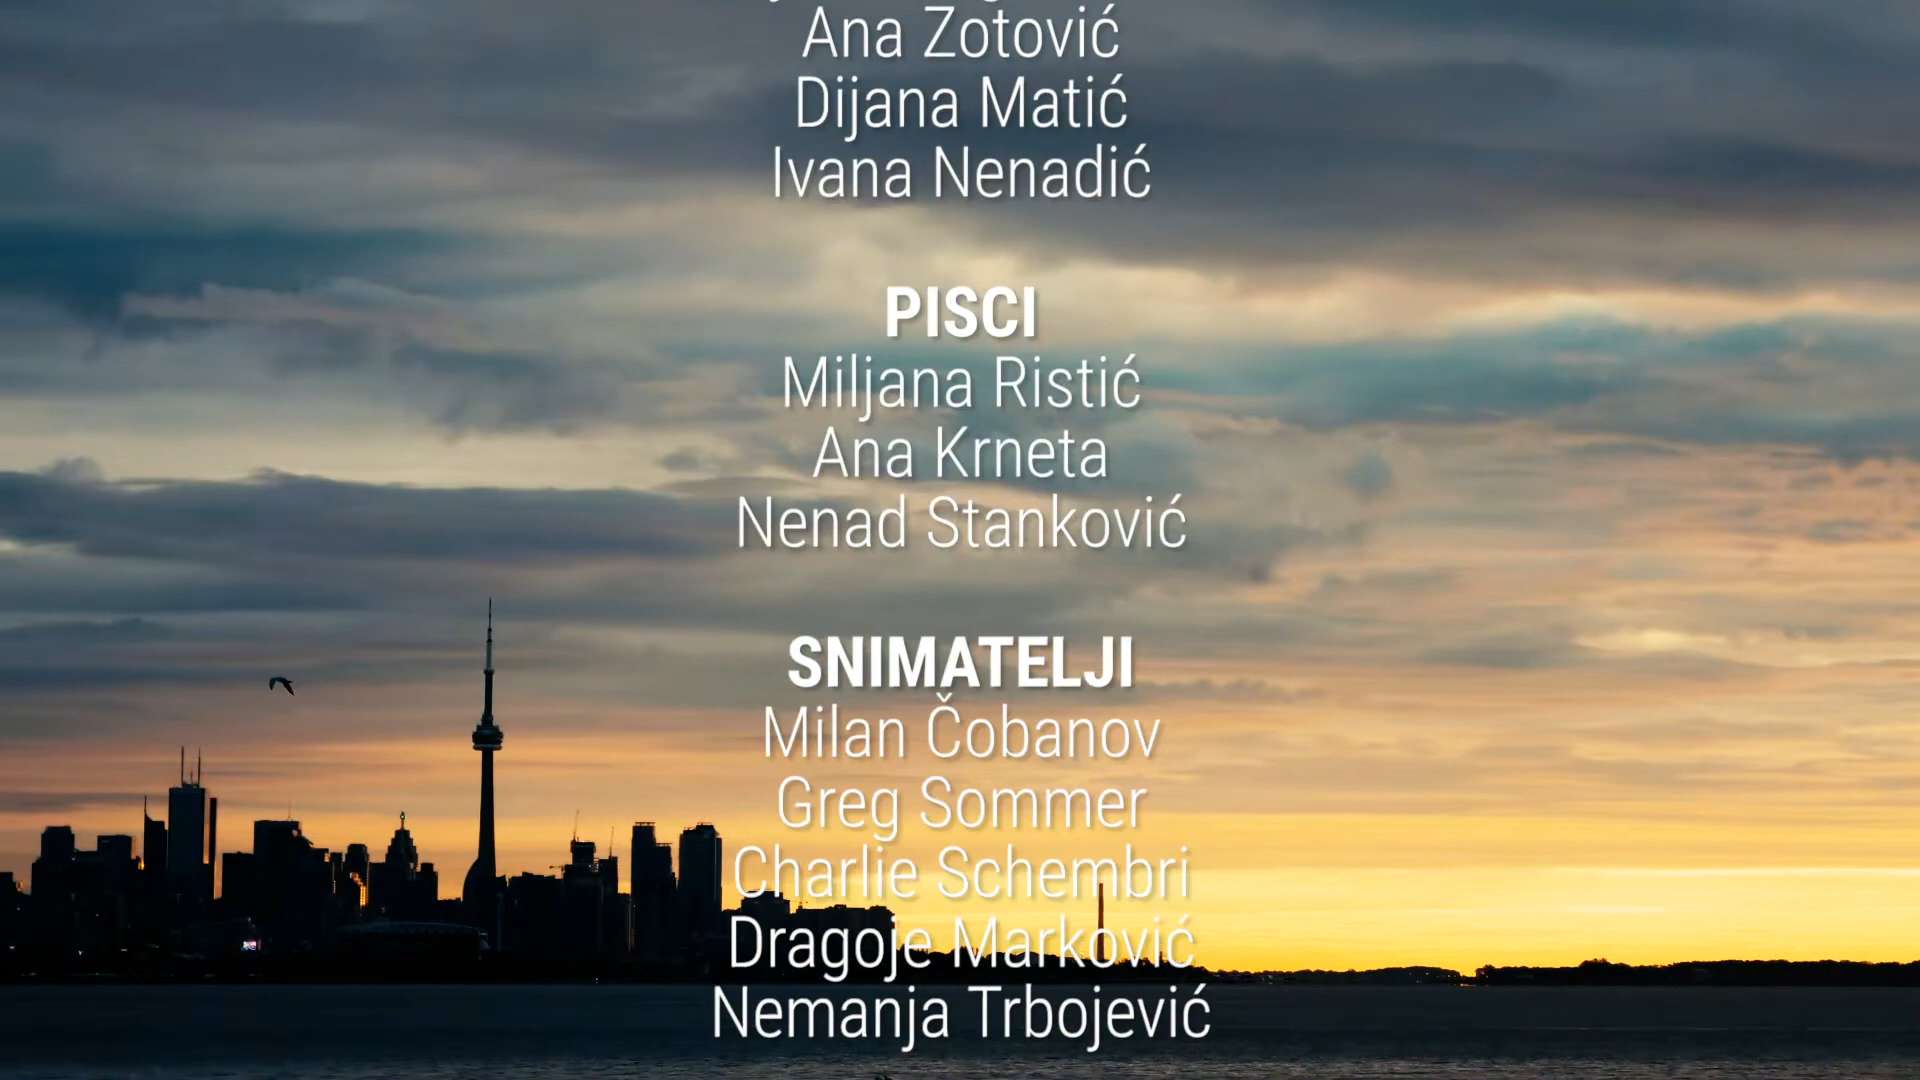 Ana Zotović
Dijana Matić
Ivana Nenadić
PISCI
Miljana Ristić
Ana Krneta
Nenad Stanković
SNIMATELJI
Milan Čobanov
Greg Sommer
Charlie Schembri
Dragoje Marković
Nemanja Trbojević